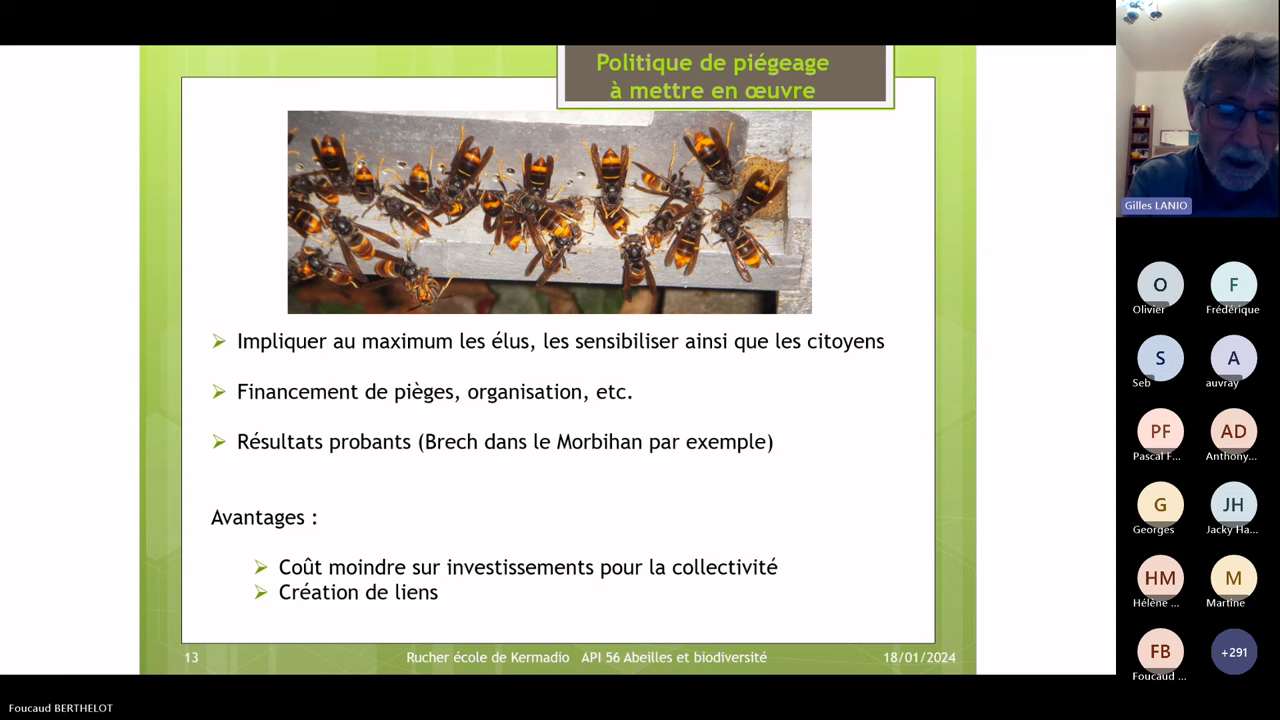 Politique de piégeage
à mettre en œuvre
➢ Impliquer au maximum les élus, les sensibiliser ainsi que les citoyens
➢ Financement de pièges, organisation, etc.
➢ Résultats probants (Brech dans le Morbihan par exemple)
Avantages :
➢ Coût moindre sur investissements pour la collectivité
➢ Création de liens
13 Rucher école de Kermadio API 56 Abeilles et biodiversité 18/01/2024
Gilles LANIO
O F
Olivier Frédérique
S A
Seb auvray
PF AD
Pascal F... Anthony...
G JH
Georges Jacky Ha...
HM M
Hélène ... Martine
FB +291
Foucaud ...
Foucaud BERTHELOT